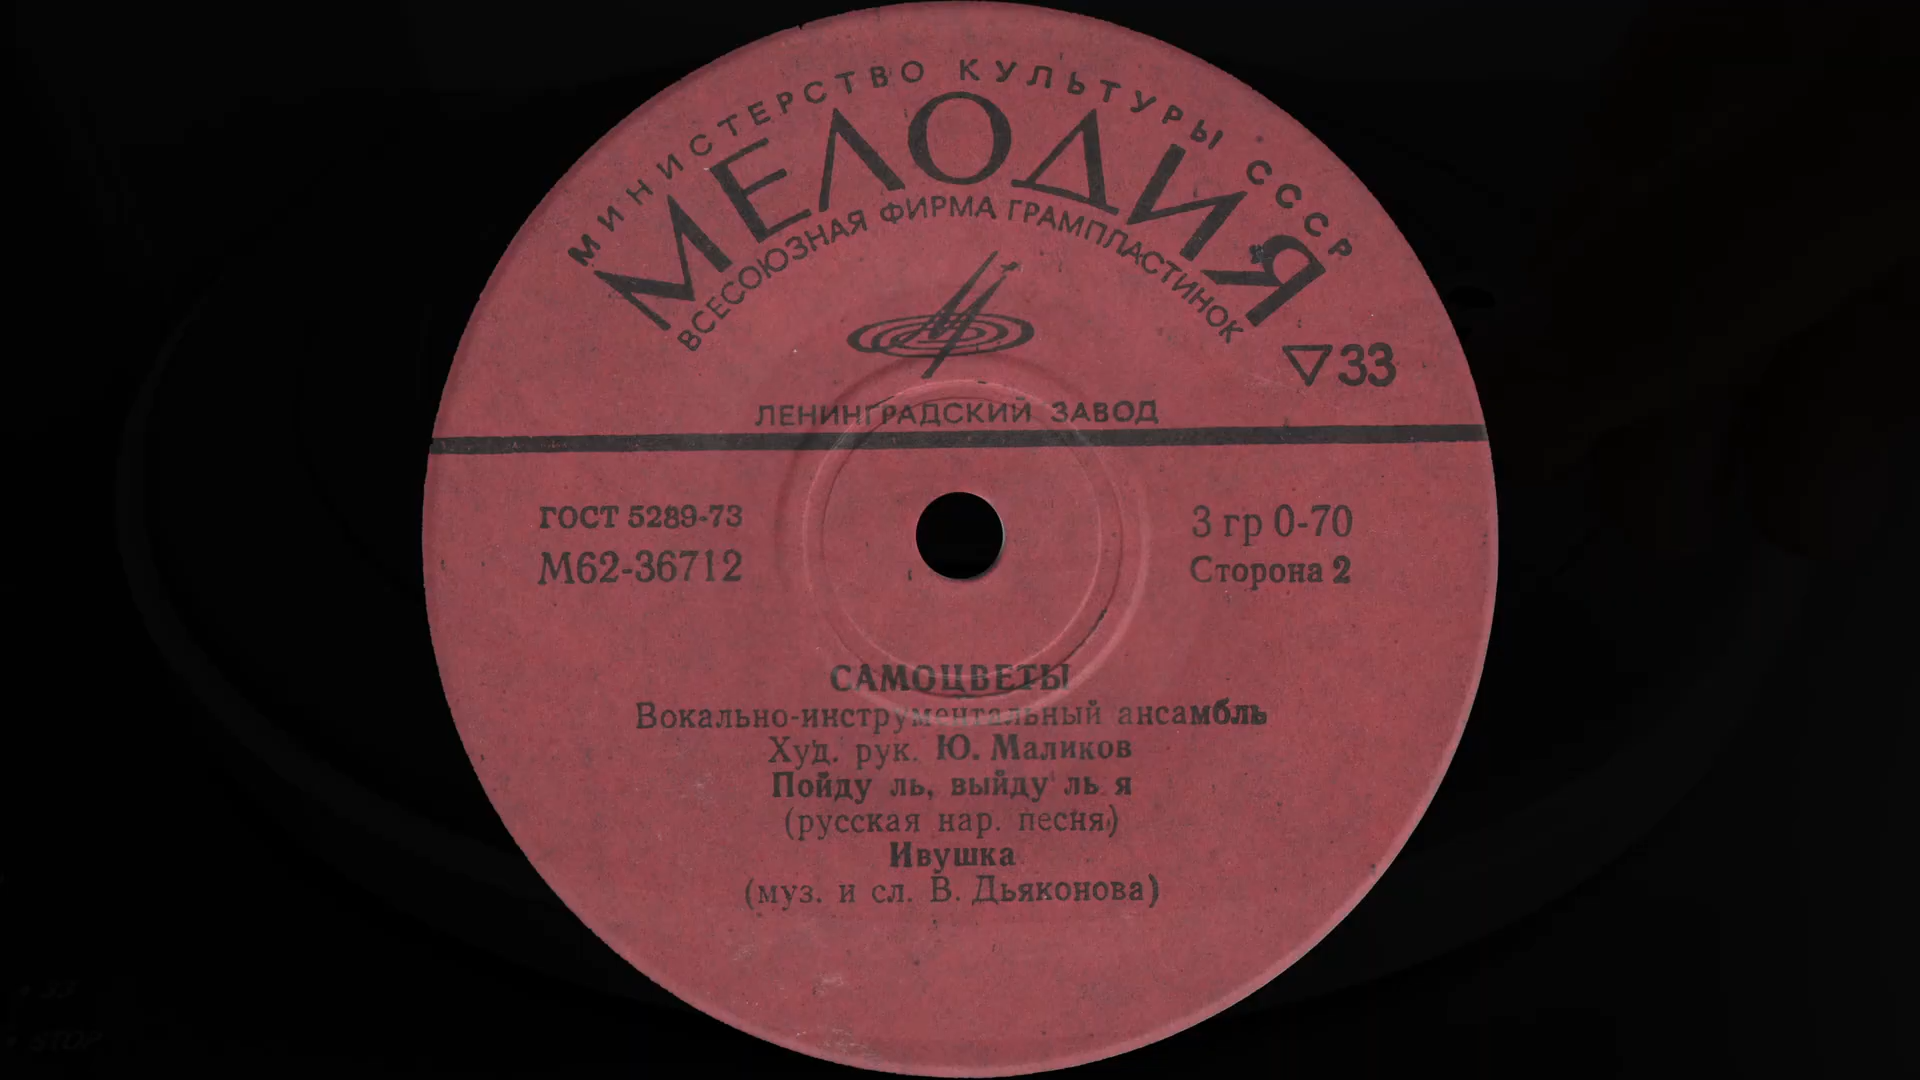 МИНИСТЕРСТВО КУЛЬТУРЫ СССР
МЕЛОДИЯ
ВСЕСОЮЗНАЯ ФИРМА ГРАМПЛАСТИНОК
33
ЛЕНИНГРАДСКИЙ ЗАВОД
ГОСТ 5289-73
М62-36712
3 гр 0-70
Сторона 2
САМОЦВЕТЫ
Вокально-инструментальный ансамбль
Худ. рук. Ю. Маликов
Пойду ль, выйду ль я
(русская нар. песня)
Ивушка
(муз. и сл. В. Дьяконова)
33
STOP